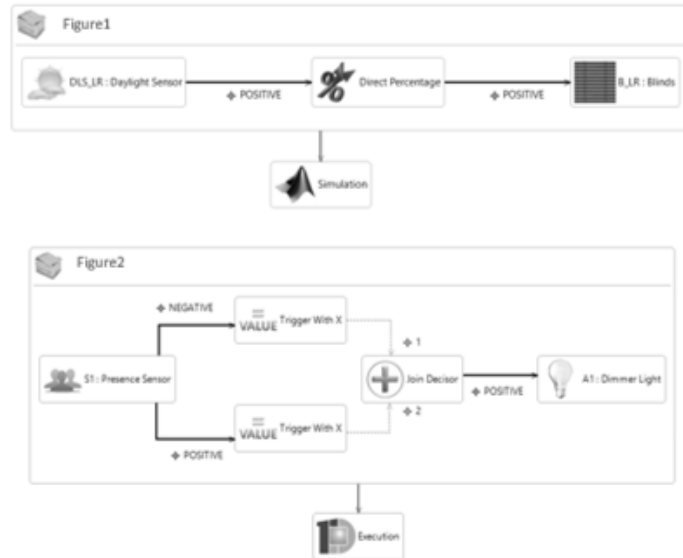 Figure1
DLS_LR : Daylight Sensor
POSITIVE
%
Direct Percentage
POSITIVE
B_LR : Blinds
Simulation
Figure2
NEGATIVE
= VALUE
Trigger With X
1
S1 : Presence Sensor
Join Decisor
POSITIVE
A1 : Dimmer Light
2
= VALUE
Trigger With X
POSITIVE
Execution